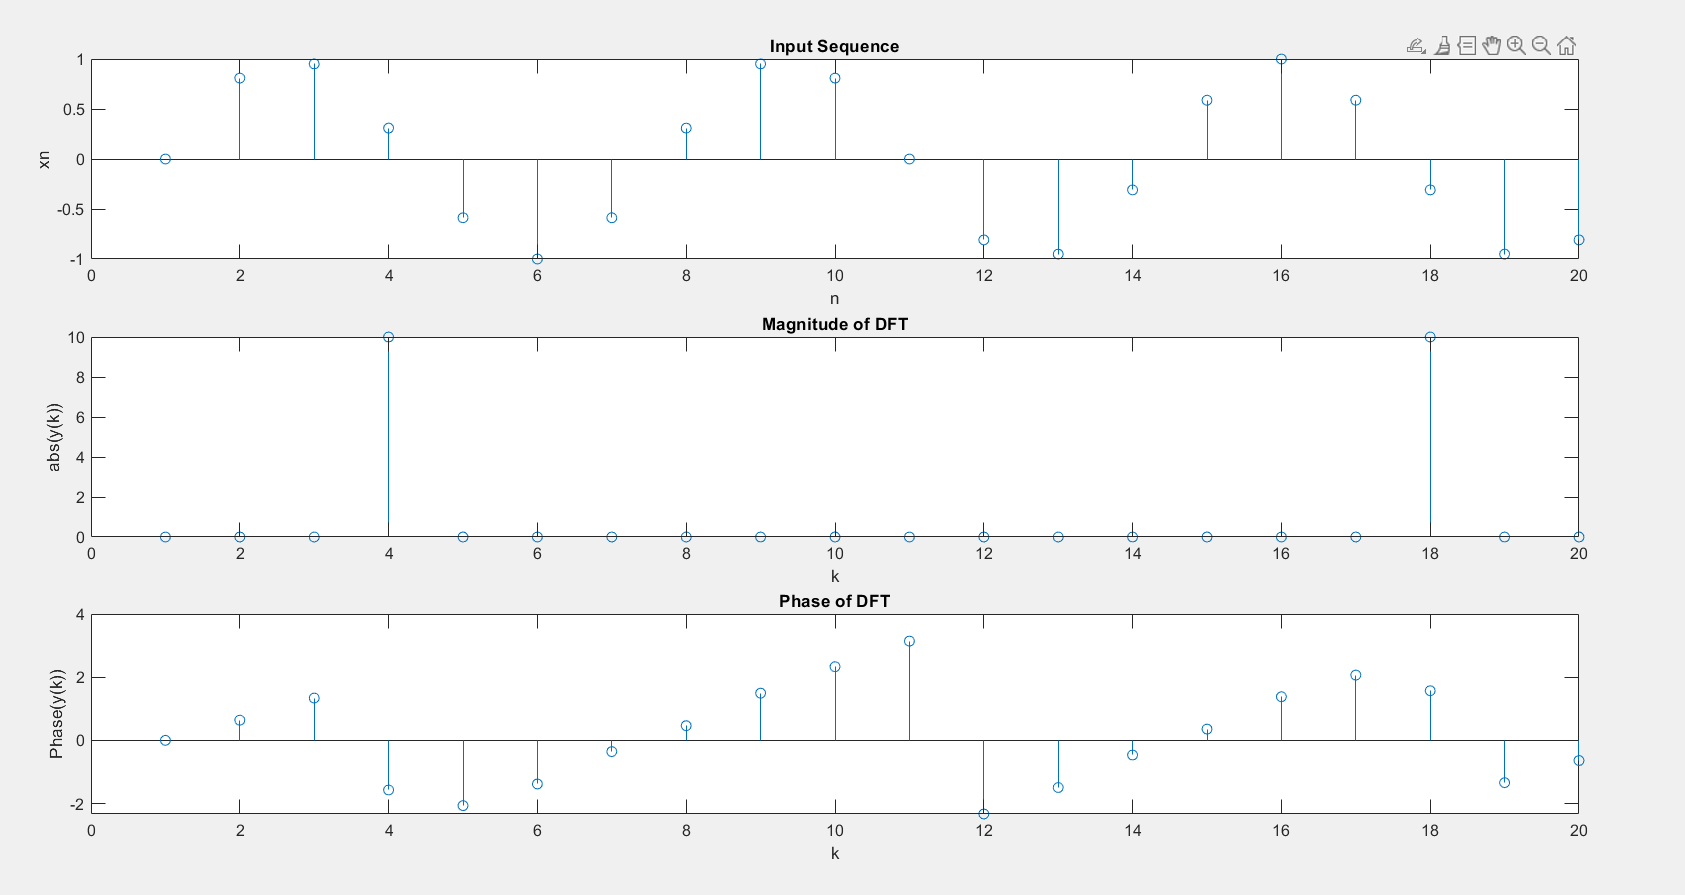 Input Sequence
1
0.5
0
-0.5
-1
xn
0 2 4 6 8 10 12 14 16 18 20
n
Magnitude of DFT
10
8
6
4
2
0
abs(y(k))
0 2 4 6 8 10 12 14 16 18 20
k
Phase of DFT
4
2
0
-2
Phase(y(k))
0 2 4 6 8 10 12 14 16 18 20
k